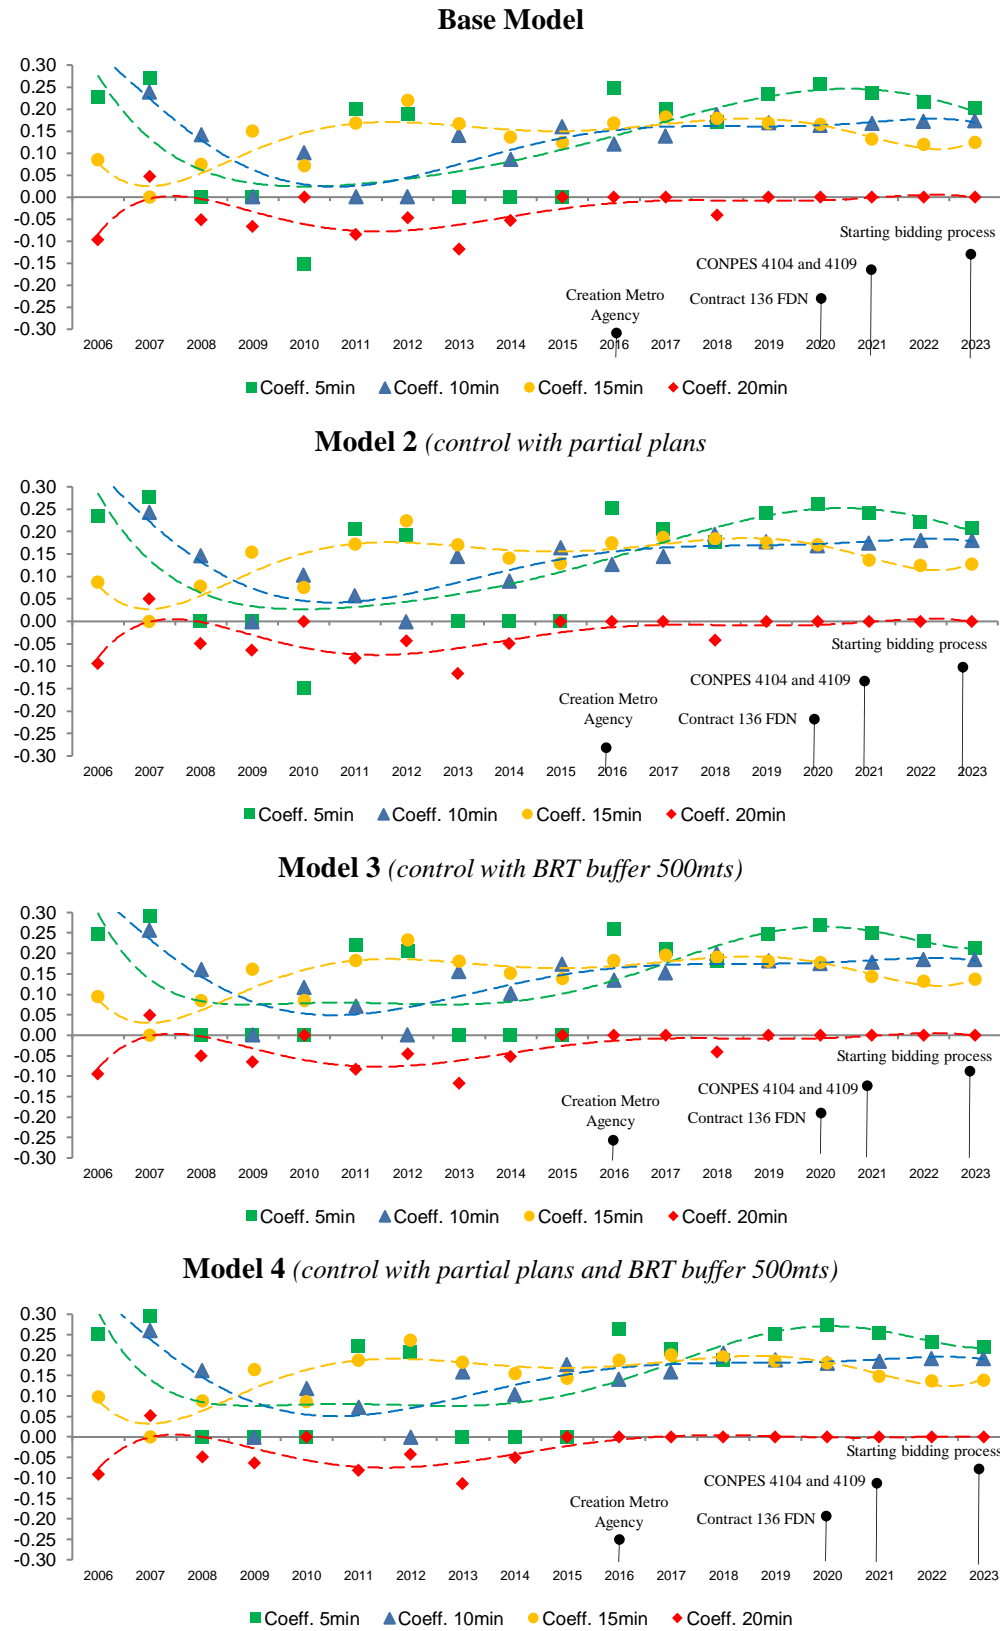 Base Model
0.30
0.25
0.20
0.15
0.10
0.05
0.00
-0.05
-0.10
-0.15
-0.20
-0.25
-0.30
Starting bidding process
CONPES 4104 and 4109
Creation Metro
Agency
Contract 136 FDN
2006 2007 2008 2009 2010 2011 2012 2013 2014 2015 2016 2017 2018 2019 2020 2021 2022 2023
Coeff. 5min Coeff. 10min Coeff. 15min Coeff. 20min
Model 2 (control with partial plans
0.30
0.25
0.20
0.15
0.10
0.05
0.00
-0.05
-0.10
-0.15
-0.20
-0.25
-0.30
Starting bidding process
CONPES 4104 and 4109
Creation Metro
Agency
Contract 136 FDN
2006 2007 2008 2009 2010 2011 2012 2013 2014 2015 2016 2017 2018 2019 2020 2021 2022 2023
Coeff. 5min Coeff. 10min Coeff. 15min Coeff. 20min
Model 3 (control with BRT buffer 500mts)
0.30
0.25
0.20
0.15
0.10
0.05
0.00
-0.05
-0.10
-0.15
-0.20
-0.25
-0.30
Starting bidding process
CONPES 4104 and 4109
Creation Metro
Agency
Contract 136 FDN
2006 2007 2008 2009 2010 2011 2012 2013 2014 2015 2016 2017 2018 2019 2020 2021 2022 2023
Coeff. 5min Coeff. 10min Coeff. 15min Coeff. 20min
Model 4 (control with partial plans and BRT buffer 500mts)
0.30
0.25
0.20
0.15
0.10
0.05
0.00
-0.05
-0.10
-0.15
-0.20
-0.25
-0.30
Starting bidding process
CONPES 4104 and 4109
Creation Metro
Agency
Contract 136 FDN
2006 2007 2008 2009 2010 2011 2012 2013 2014 2015 2016 2017 2018 2019 2020 2021 2022 2023
Coeff. 5min Coeff. 10min Coeff. 15min Coeff. 20min